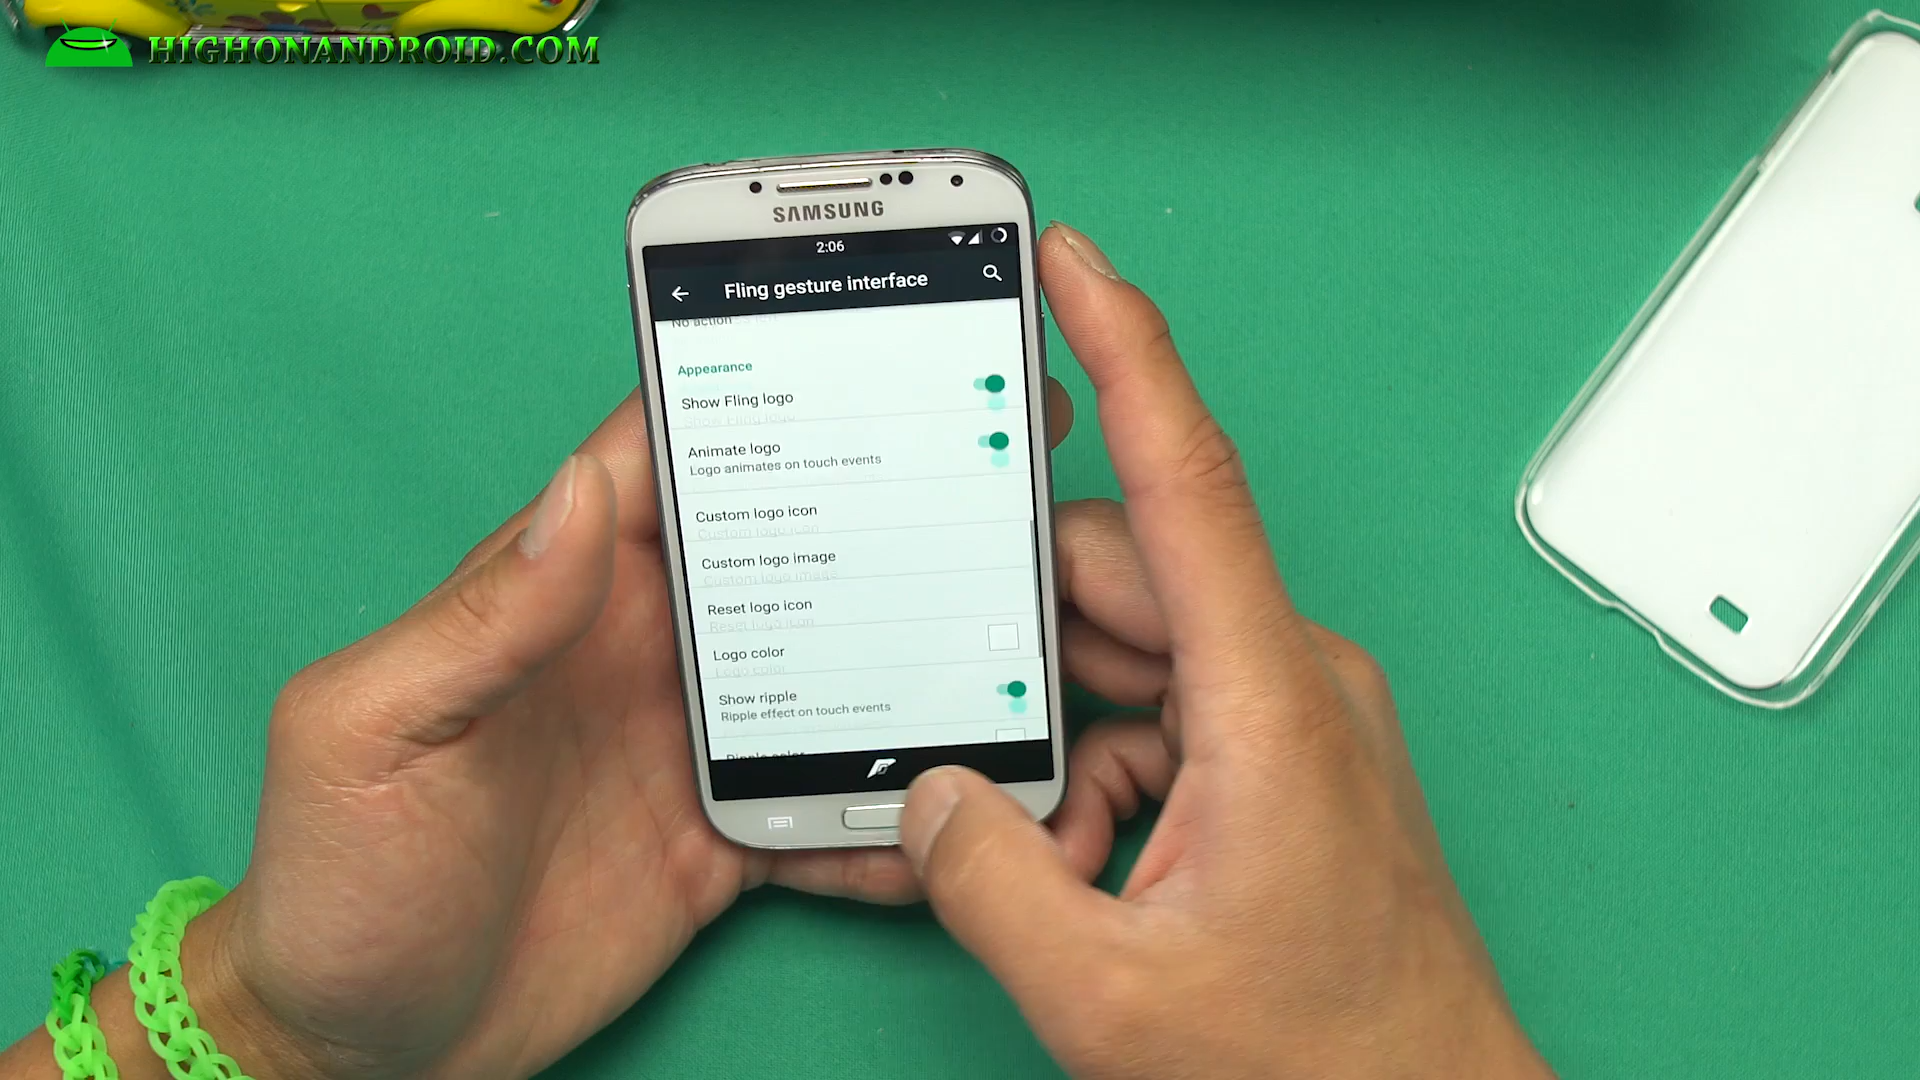 HIGHONANDROID.COM
SAMSUNG
2:06
Fling gesture interface
No action
Appearance
Show Fling logo
Animate logo
Logo animates on touch events
Custom logo icon
Custom logo image
Reset logo icon
Logo color
Show ripple
Ripple effect on touch events
Ripple color